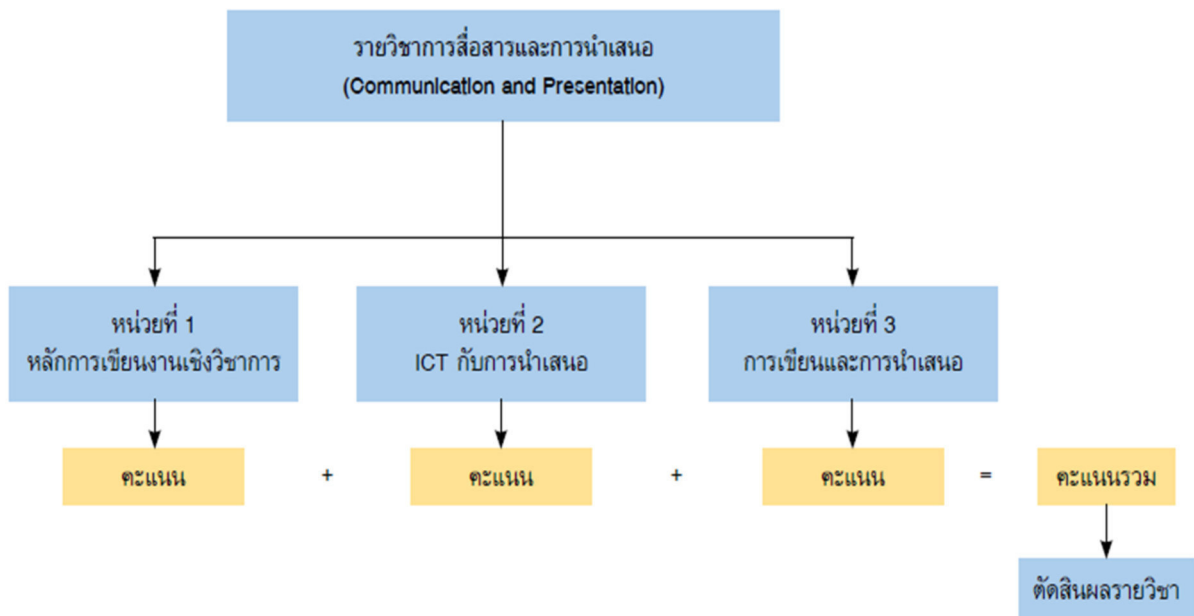 รายวิชาการสื่อสารและการนำเสนอ
(Communication and Presentation)
หน่วยที่ 1
หลักการเขียนงานเชิงวิชาการ
หน่วยที่ 2
ICT กับการนำเสนอ
หน่วยที่ 3
การเขียนและการนำเสนอ
คะแนน
+
คะแนน
+
คะแนน
=
คะแนนรวม
ตัดสินผลรายวิชา